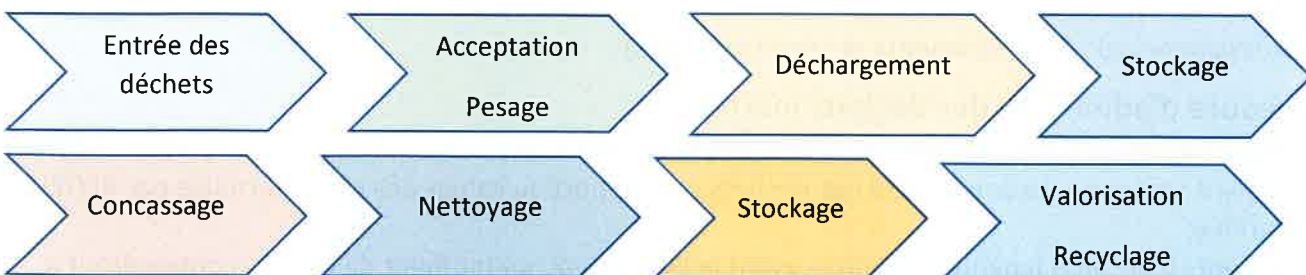 Entrée des
déchets
Acceptation
Pesage
Déchargement
Stockage
Concassage
Nettoyage
Stockage
Valorisation
Recyclage